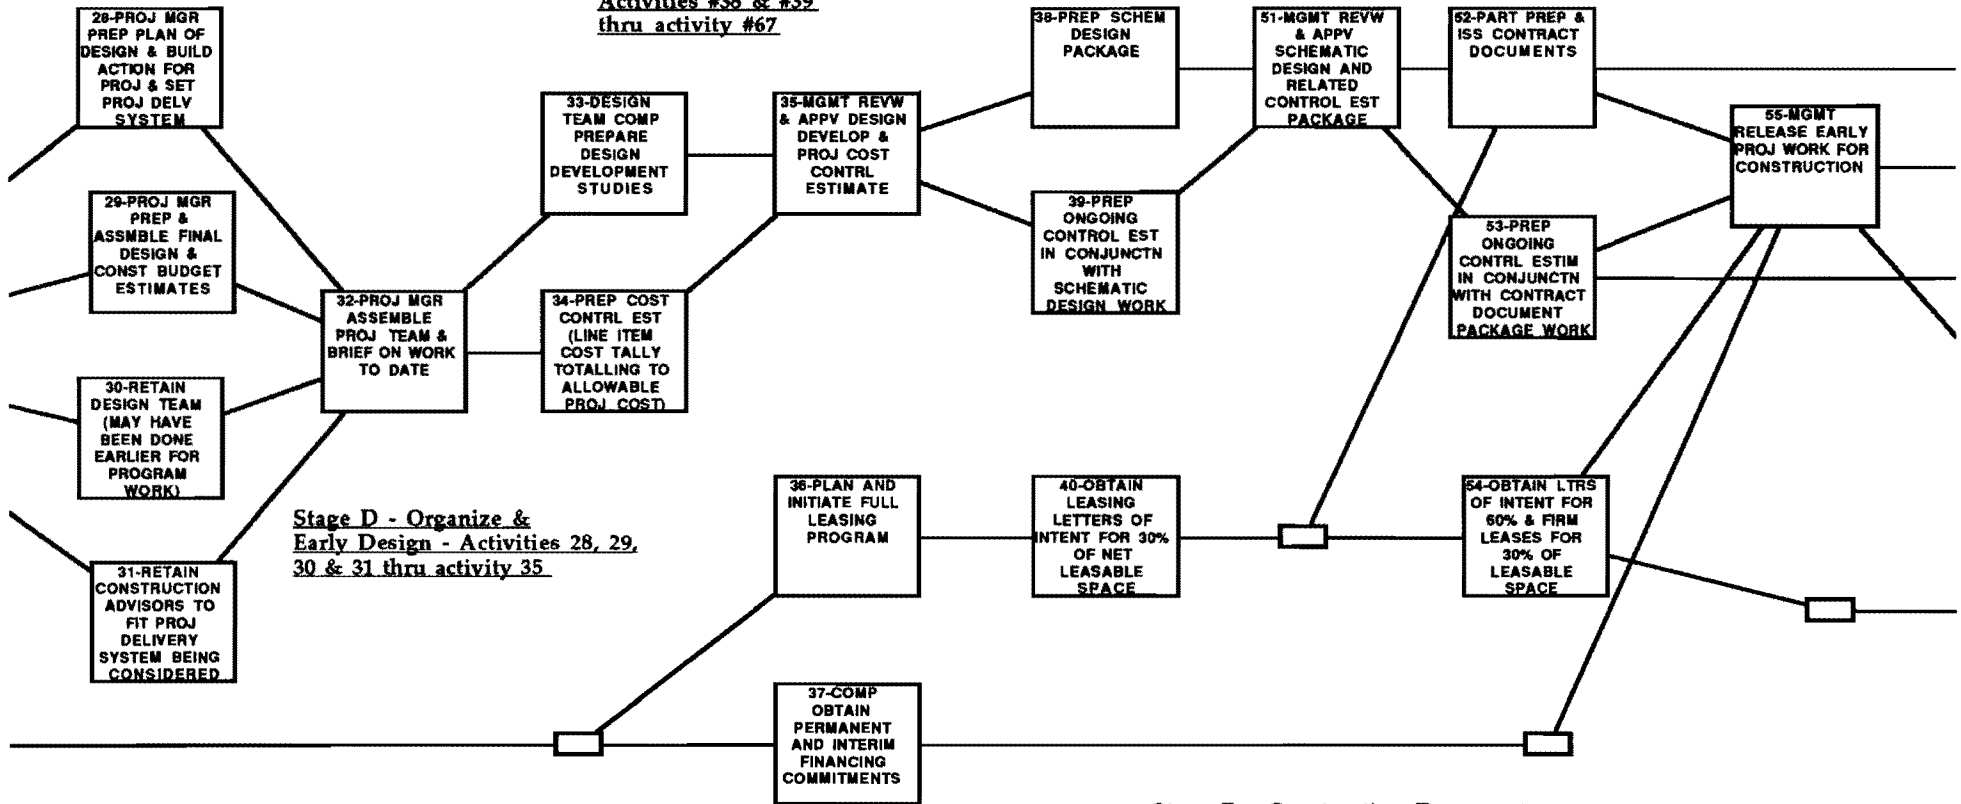 Activities #38 & #39
thru activity #67
28-PROJ MGR
PREP PLAN OF
DESIGN & BUILD
ACTION FOR
PROJ & SET
PROJ DELV
SYSTEM
29-PROJ MGR
PREP &
ASSMBLE FINAL
DESIGN &
CONST BUDGET
ESTIMATES
30-RETAIN
DESIGN TEAM
(MAY HAVE
BEEN DONE
EARLIER FOR
PROGRAM
WORK)
31-RETAIN
CONSTRUCTION
ADVISORS TO
FIT PROJ
DELIVERY
SYSTEM BEING
CONSIDERED
32-PROJ MGR
ASSEMBLE
PROJ TEAM &
BRIEF ON WORK
TO DATE
Stage D - Organize &
Early Design - Activities 28, 29,
30 & 31 thru activity 35
33-DESIGN
TEAM COMP
PREPARE
DESIGN
DEVELOPMENT
STUDIES
34-PREP COST
CONTRL EST
(LINE ITEM
COST TALLY
TOTALLING TO
ALLOWABLE
PROJ COST)
35-MGMT REVW
& APPV DESIGN
DEVELOP &
PROJ COST
CONTRL
ESTIMATE
36-PLAN AND
INITIATE FULL
LEASING
PROGRAM
37-COMP
OBTAIN
PERMANENT
AND INTERIM
FINANCING
COMMITMENTS
38-PREP SCHEM
DESIGN
PACKAGE
39-PREP
ONGOING
CONTROL EST
IN CONJUNCTN
WITH
SCHEMATIC
DESIGN WORK
40-OBTAIN
LEASING
LETTERS OF
INTENT FOR 30%
OF NET
LEASABLE
SPACE
51-MGMT REVW
& APPV
SCHEMATIC
DESIGN AND
RELATED
CONTROL EST
PACKAGE
52-PART PREP &
ISS CONTRACT
DOCUMENTS
53-PREP
ONGOING
CONTRL ESTIM
IN CONJUNCTN
WITH CONTRACT
DOCUMENT
PACKAGE WORK
54-OBTAIN LTRS
OF INTENT FOR
60% & FIRM
LEASES FOR
30% OF
LEASABLE
SPACE
55-MGMT
RELEASE EARLY
PROJ WORK FOR
CONSTRUCTION